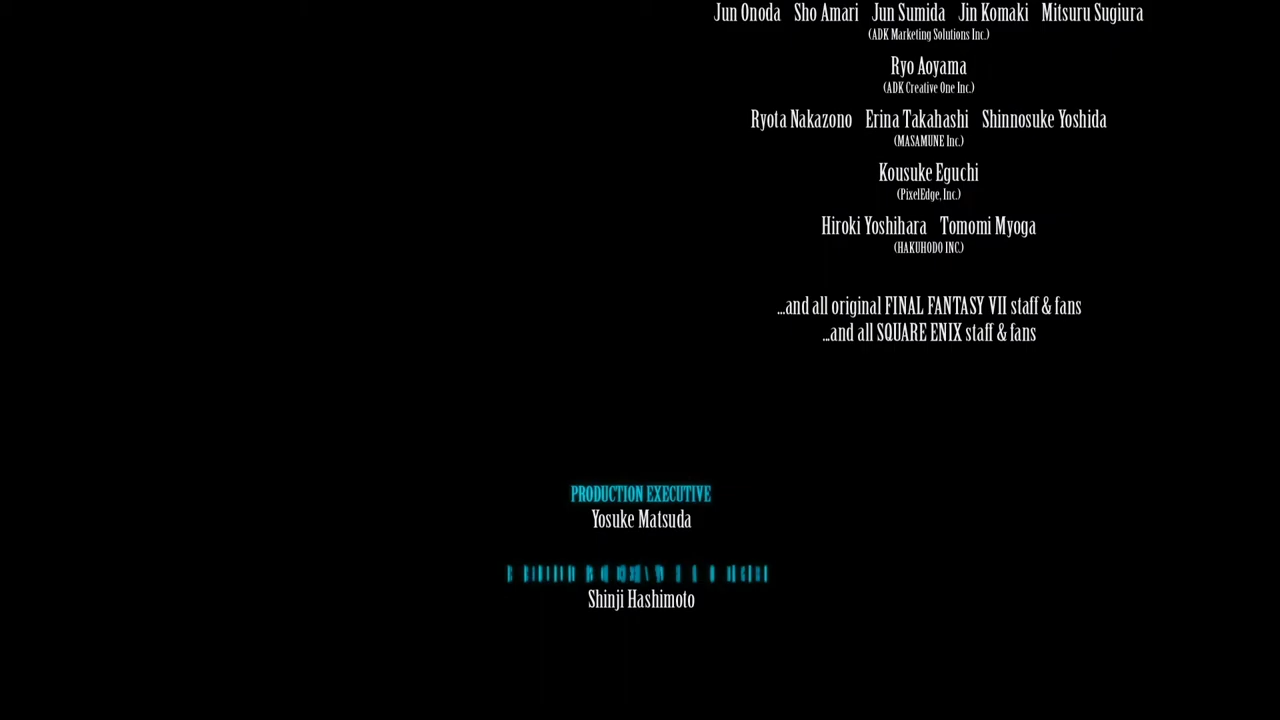 Jun Onoda Sho Amari Jun Sumida Jin Komaki Mitsuru Sugiura
(ADK Marketing Solutions Inc.)
Ryo Aoyama
(ADK Creative One Inc.)
Ryota Nakazono Erina Takahashi Shinnosuke Yoshida
(MASAMUNE Inc.)
Kousuke Eguchi
(PixelEdge, Inc.)
Hiroki Yoshihara Tomomi Myoga
(HAKUHODO INC.)
...and all original FINAL FANTASY VII staff & fans
...and all SQUARE ENIX staff & fans
PRODUCTION EXECUTIVE
Yosuke Matsuda
Shinji Hashimoto